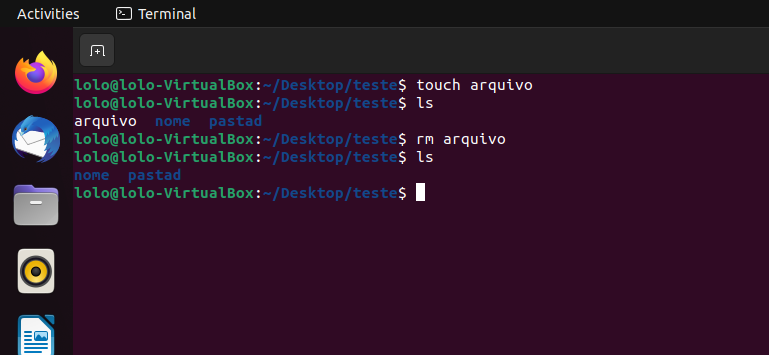 Activities Terminal
lolo@lolo-VirtualBox:~/Desktop/teste$ touch arquivo
lolo@lolo-VirtualBox:~/Desktop/teste$ ls
arquivo  nome  pastad
lolo@lolo-VirtualBox:~/Desktop/teste$ rm arquivo
lolo@lolo-VirtualBox:~/Desktop/teste$ ls
nome  pastad
lolo@lolo-VirtualBox:~/Desktop/teste$